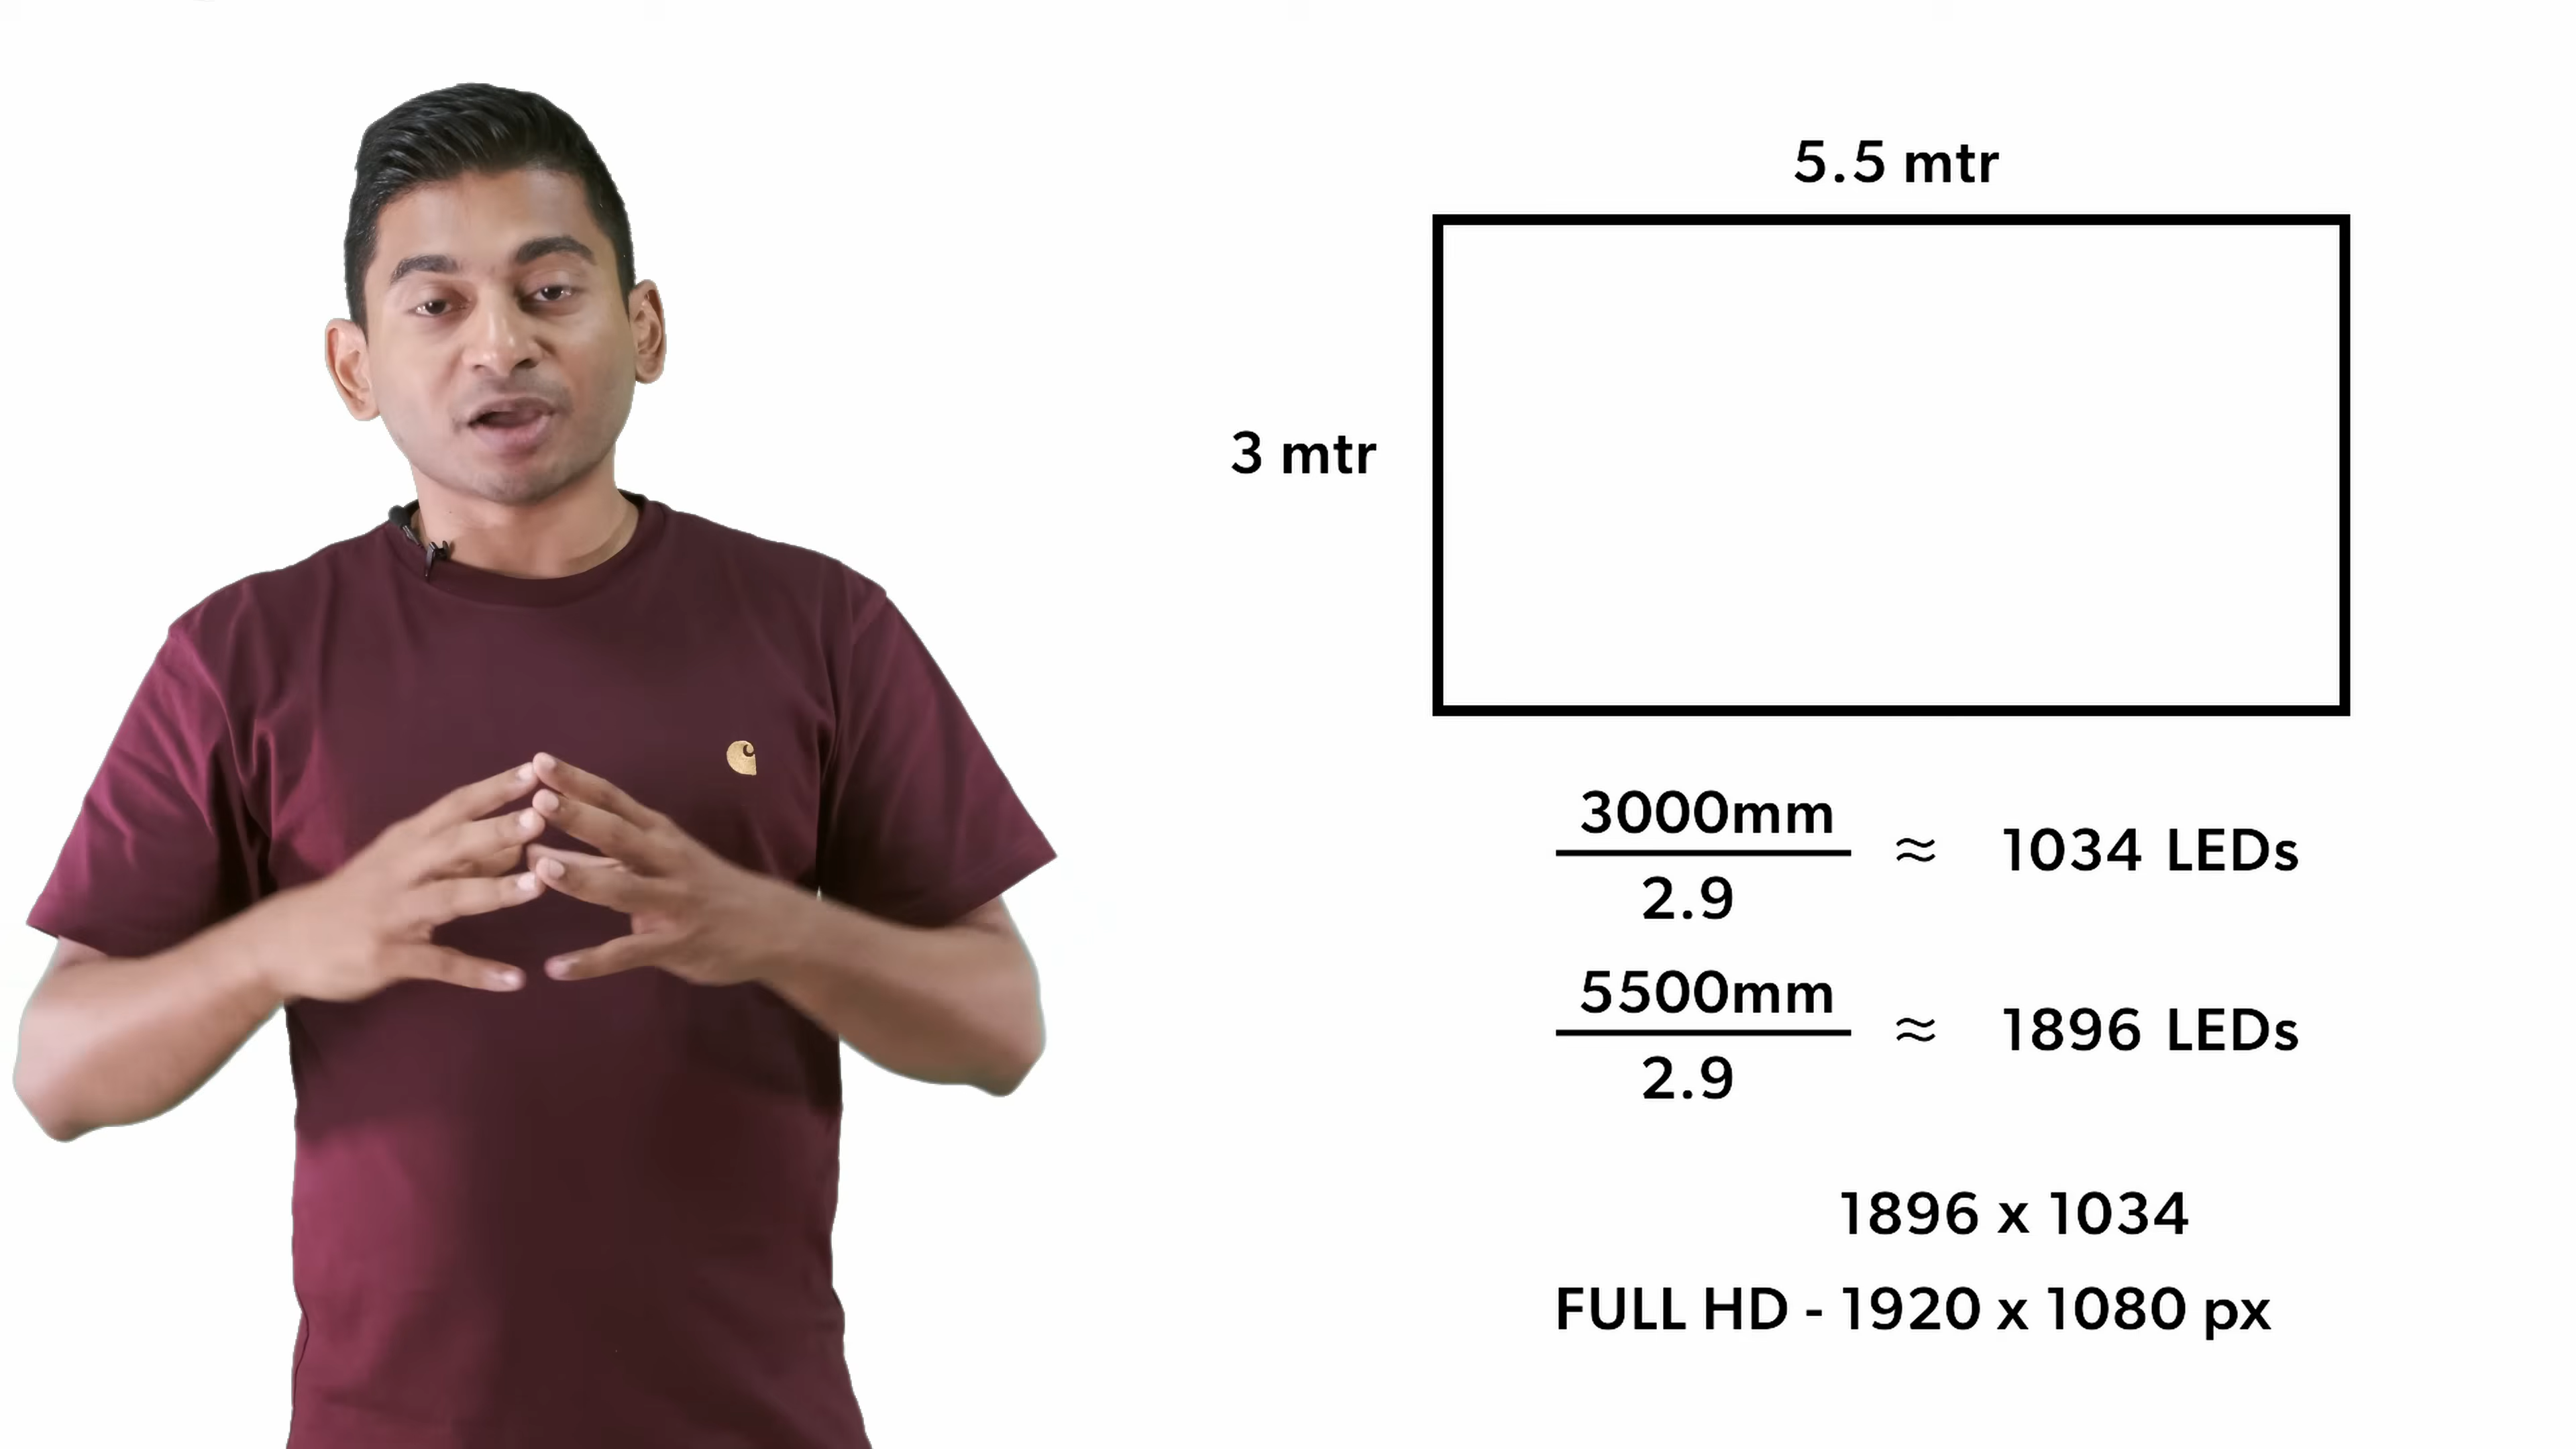 5.5 mtr
3 mtr
3000mm
2.9
≈ 1034 LEDs
5500mm
2.9
≈ 1896 LEDs
1896 x 1034
FULL HD - 1920 x 1080 px